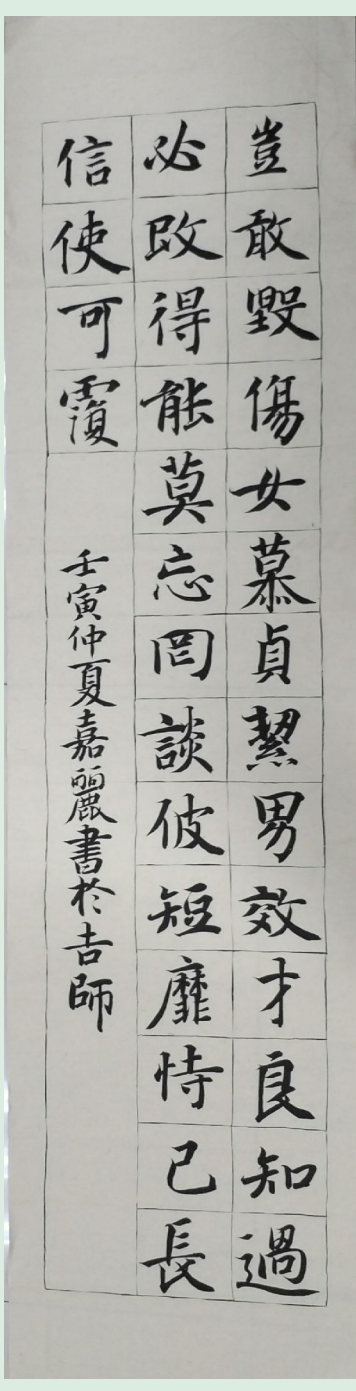 豈敢毀傷女慕貞絜男效才良知過
必改得能莫忘罔談彼短靡恃己長
信使可覆
壬寅仲夏嘉麗書於吉師